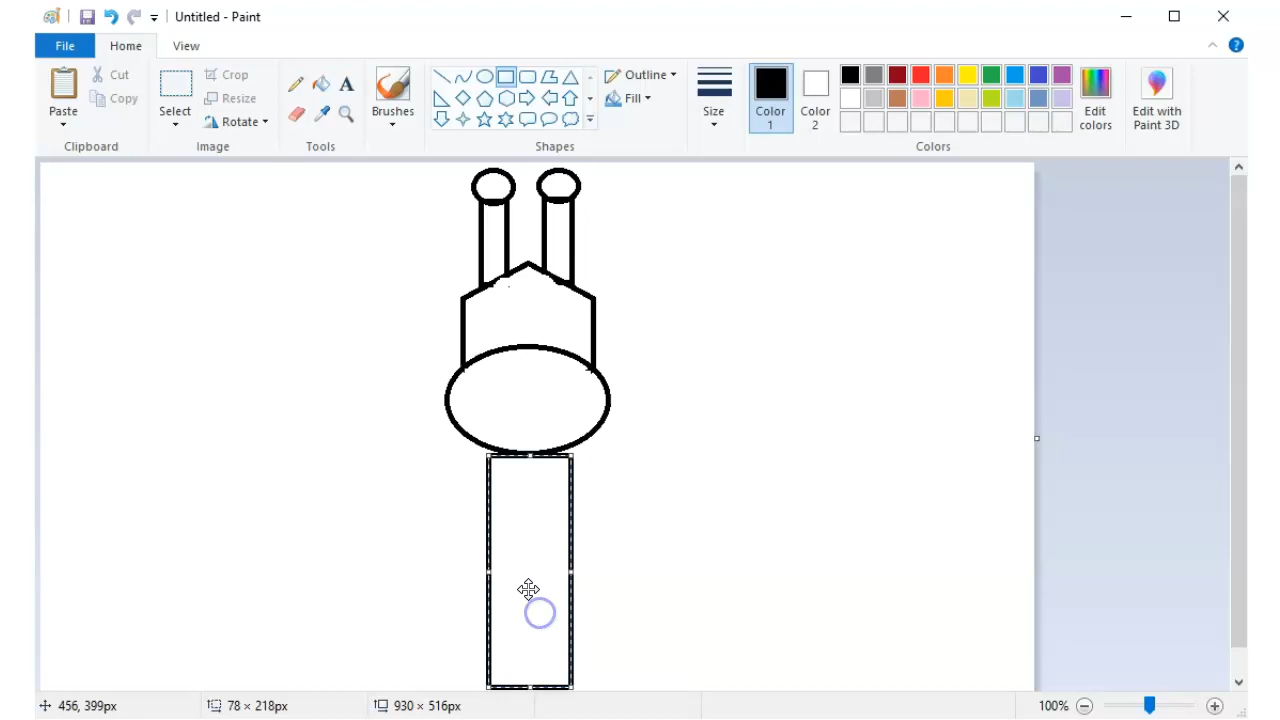 Untitled - Paint
File Home View
Paste Cut Copy
Clipboard
Select Crop Resize Rotate
Image
A
Tools
Brushes
Outline Fill
Shapes
Size
Color 1
Color 2
Edit colors
Colors
Edit with Paint 3D
456, 399px 78 × 218px 930 × 516px 100%